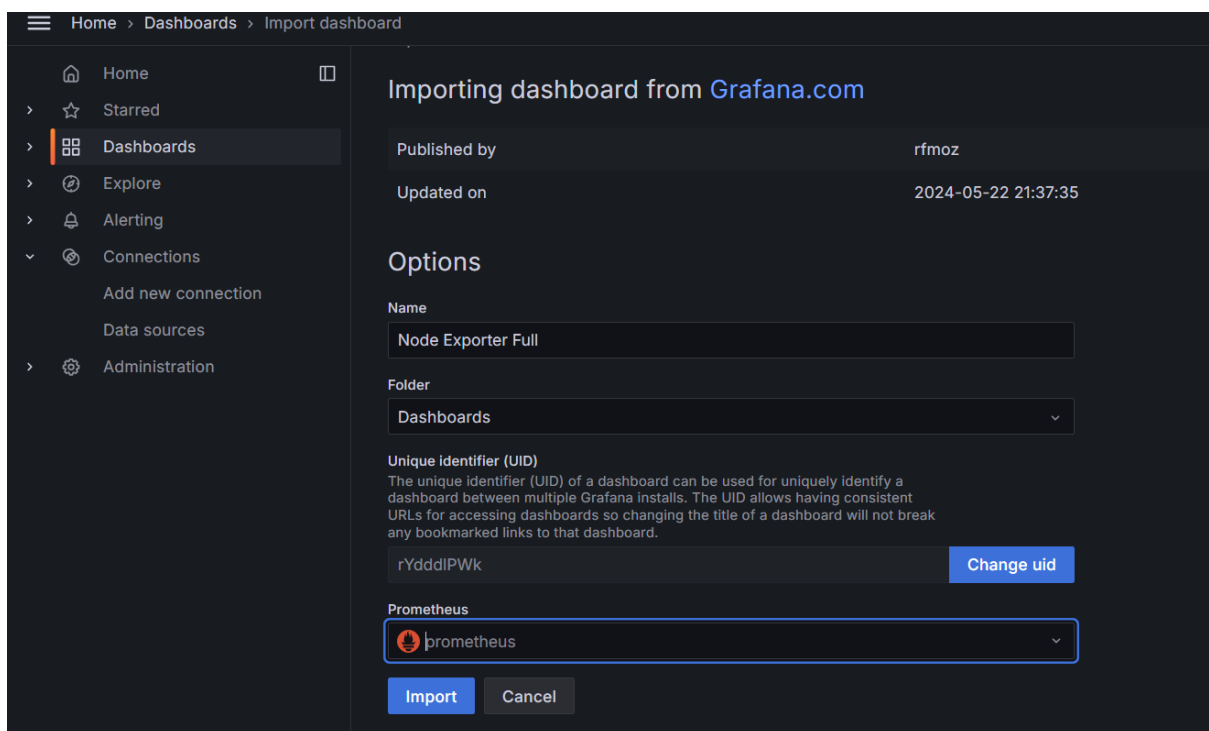 Home › Dashboards › Import dashboard
Home
Starred
Dashboards
Explore
Alerting
Connections
Add new connection
Data sources
Administration
Importing dashboard from Grafana.com
Published by rfmoz
Updated on 2024-05-22 21:37:35
Options
Name
Node Exporter Full
Folder
Dashboards
Unique identifier (UID)
The unique identifier (UID) of a dashboard can be used for uniquely identify a
dashboard between multiple Grafana installs. The UID allows having consistent
URLs for accessing dashboards so changing the title of a dashboard will not break
any bookmarked links to that dashboard.
rYdddlPWk Change uid
Prometheus
prometheus
Import Cancel